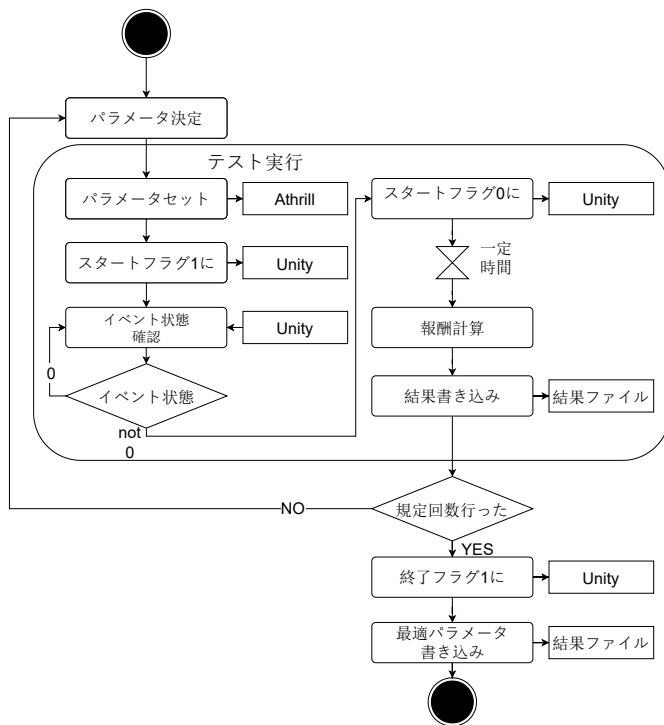 パラメータ決定
テスト実行
パラメータセット
Athrill
スタートフラグ1に
Unity
イベント状態
確認
Unity
0
イベント状態
not
0
スタートフラグ0に
Unity
一定
時間
報酬計算
結果書き込み
結果ファイル
規定回数行った
NO
YES
終了フラグ1に
Unity
最適パラメータ
書き込み
結果ファイル